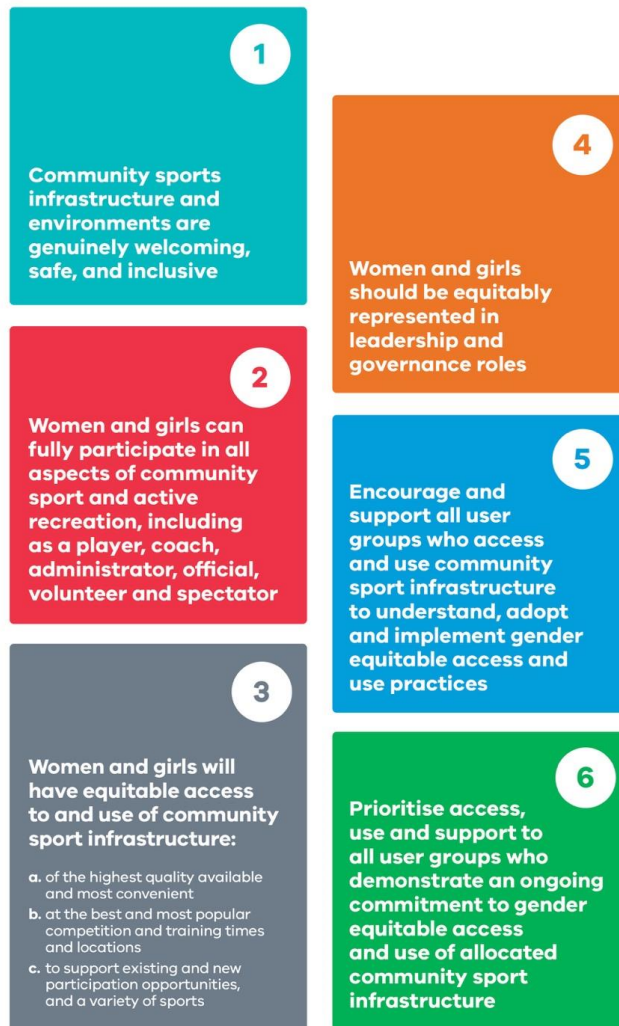 1
Community sports
infrastructure and
environments are
genuinely welcoming,
safe, and inclusive
2
Women and girls can
fully participate in all
aspects of community
sport and active
recreation, including
as a player, coach,
administrator, official,
volunteer and spectator
3
Women and girls will
have equitable access
to and use of community
sport infrastructure:
a. of the highest quality available
and most convenient
b. at the best and most popular
competition and training times
and locations
c. to support existing and new
participation opportunities,
and a variety of sports
4
Women and girls
should be equitably
represented in
leadership and
governance roles
5
Encourage and
support all user
groups who access
and use community
sport infrastructure
to understand, adopt
and implement gender
equitable access and
use practices
6
Prioritise access,
use and support to
all user groups who
demonstrate an ongoing
commitment to gender
equitable access
and use of allocated
community sport
infrastructure